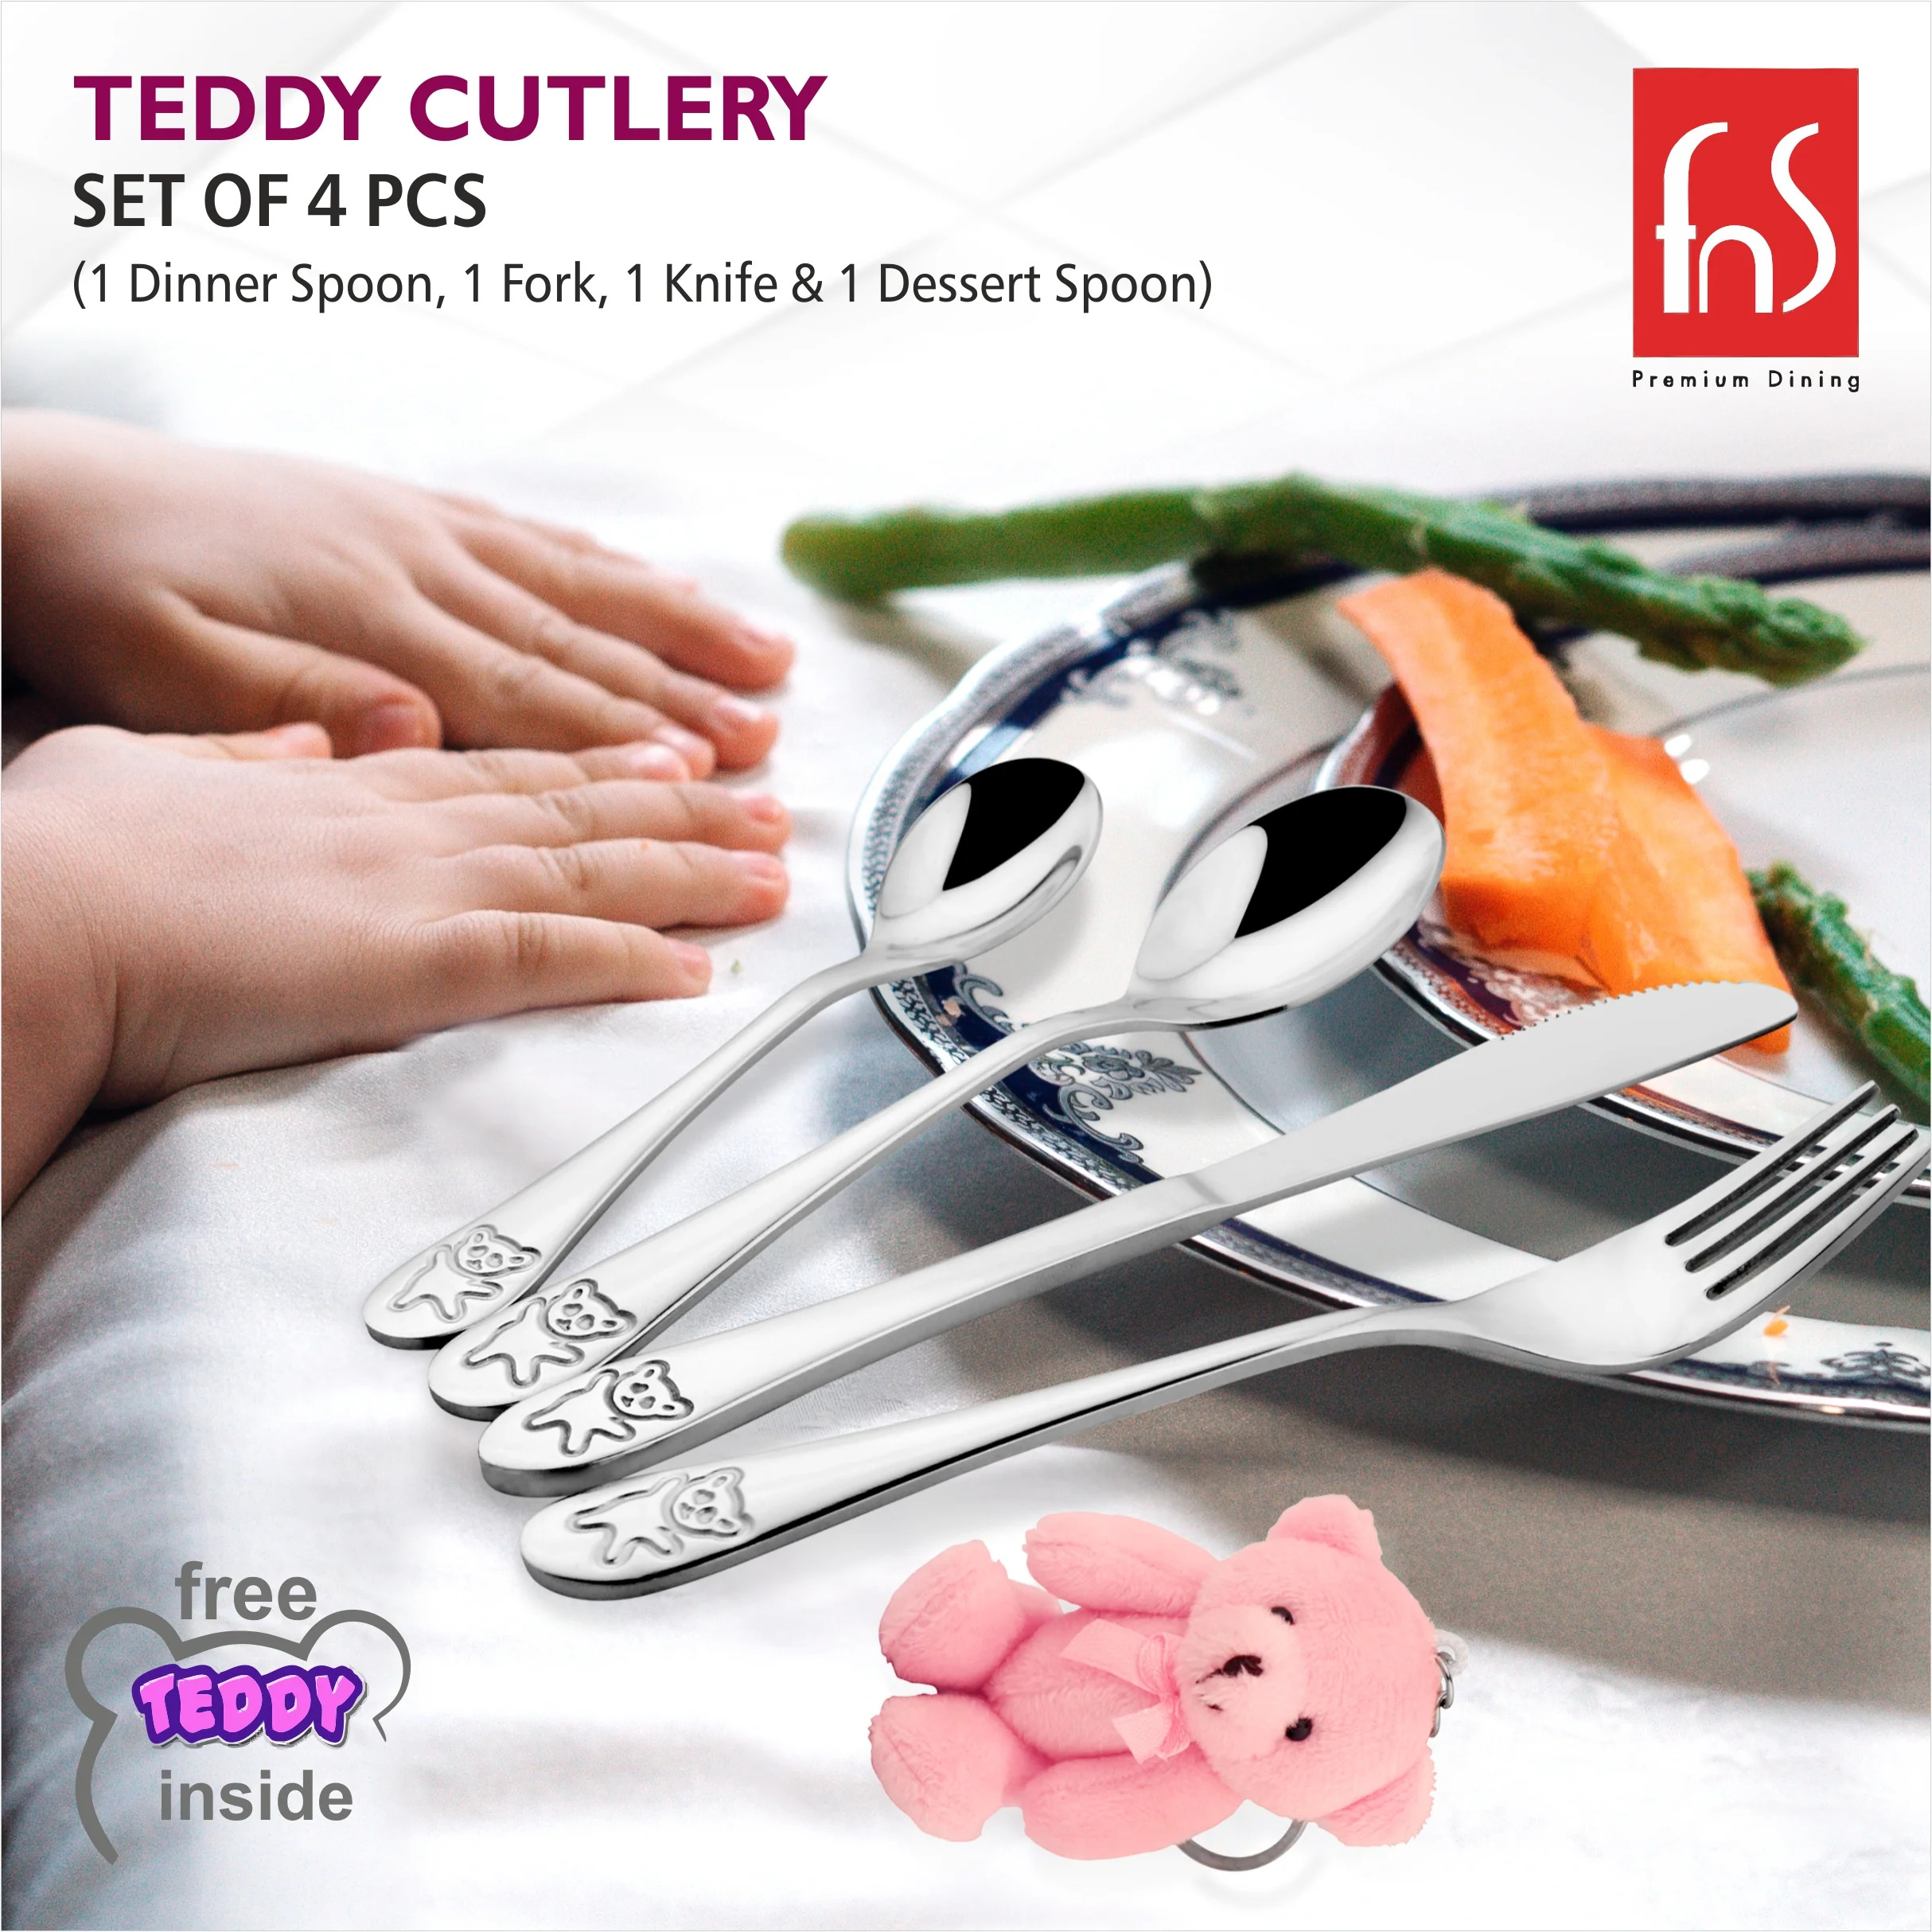 TEDDY CUTLERY
SET OF 4 PCS
(1 Dinner Spoon, 1 Fork, 1 Knife & 1 Dessert Spoon)
fns
Premium Dining
free
TEDDY
inside